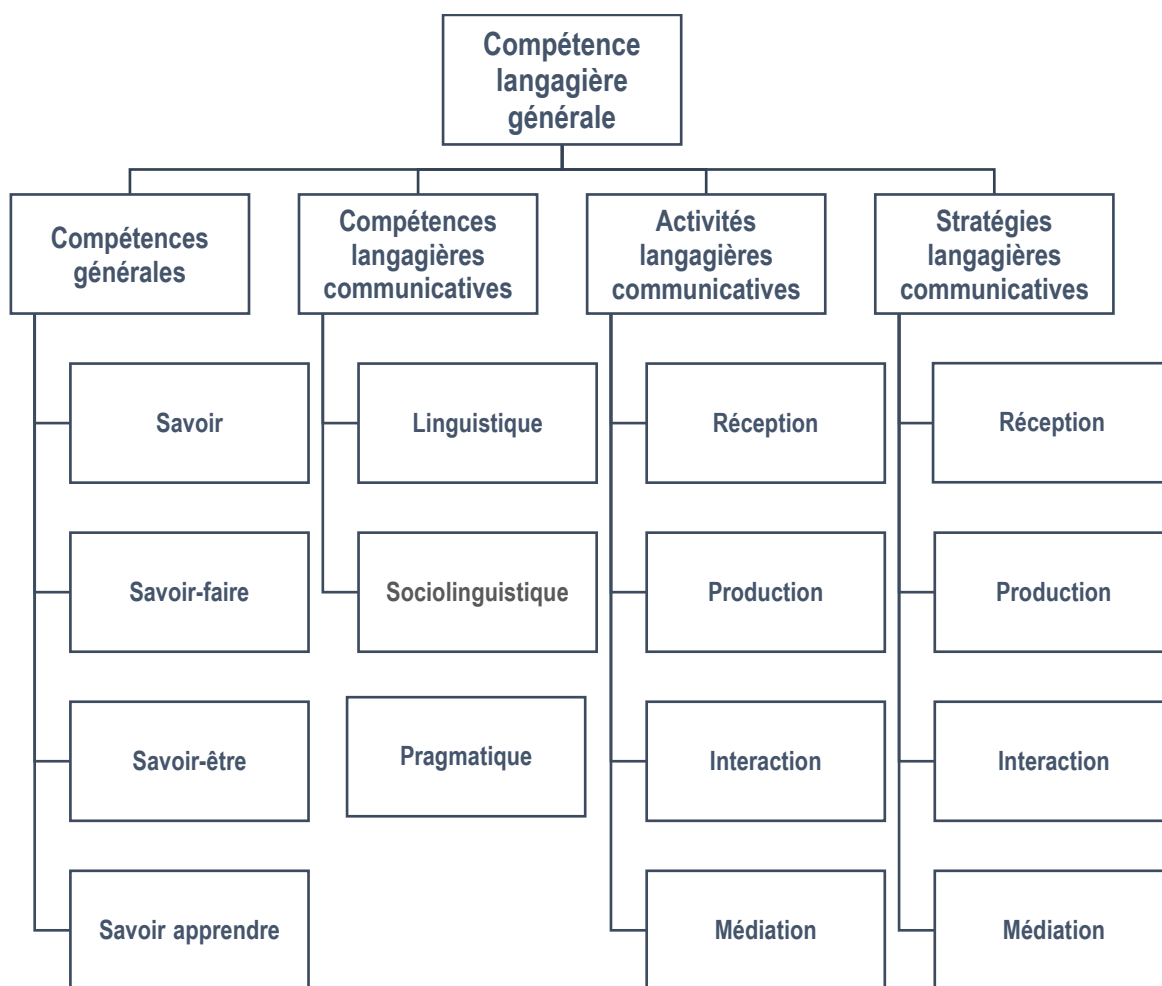 Compétence
langagière
générale
Compétences
générales
Compétences
langagières
communicatives
Activités
langagières
communicatives
Stratégies
langagières
communicatives
Savoir
Linguistique
Réception
Réception
Savoir-faire
Sociolinguistique
Production
Production
Savoir-être
Pragmatique
Interaction
Interaction
Savoir apprendre
Médiation
Médiation